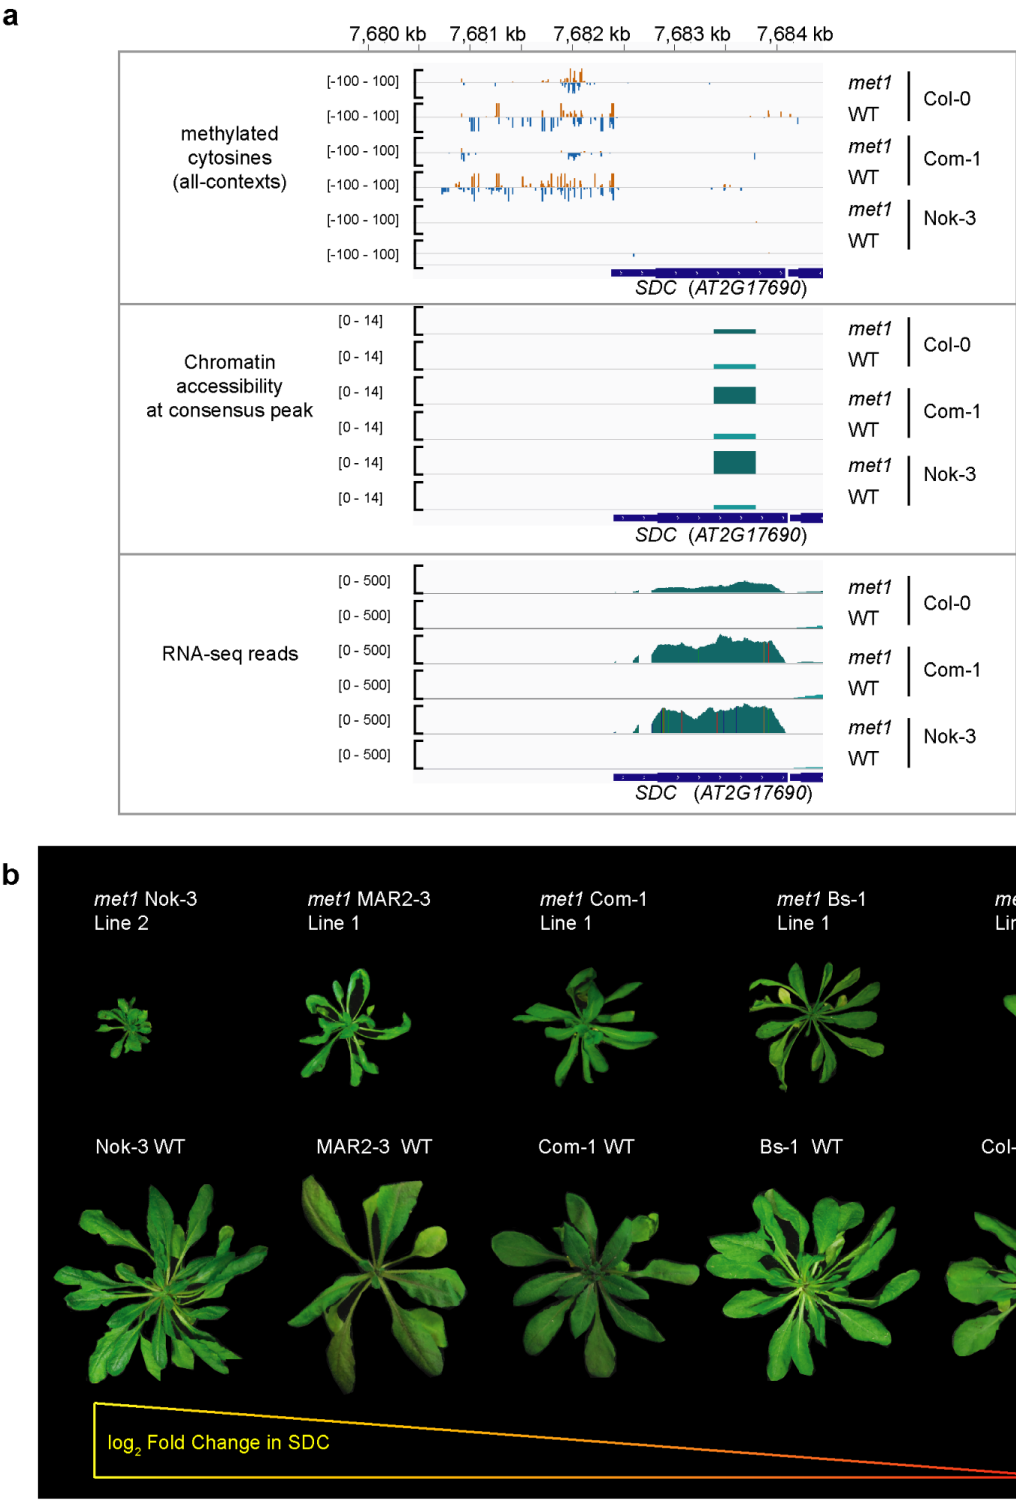 a
7,680 kb 7,681 kb 7,682 kb 7,683 kb 7,684 kb
methylated
cytosines
(all-contexts)
[-100 - 100]
[-100 - 100]
[-100 - 100]
[-100 - 100]
[-100 - 100]
[-100 - 100]
met1
WT
Col-0
met1
WT
Com-1
met1
WT
Nok-3
SDC (AT2G17690)
Chromatin
accessibility
at consensus peak
[0 - 14]
[0 - 14]
[0 - 14]
[0 - 14]
[0 - 14]
[0 - 14]
met1
WT
Col-0
met1
WT
Com-1
met1
WT
Nok-3
SDC (AT2G17690)
RNA-seq reads
[0 - 500]
[0 - 500]
[0 - 500]
[0 - 500]
[0 - 500]
[0 - 500]
met1
WT
Col-0
met1
WT
Com-1
met1
WT
Nok-3
SDC (AT2G17690)
b
met1 Nok-3
Line 2
met1 MAR2-3
Line 1
met1 Com-1
Line 1
met1 Bs-1
Line 1
Nok-3 WT
MAR2-3 WT
Com-1 WT
Bs-1 WT
Col-
log2 Fold Change in SDC